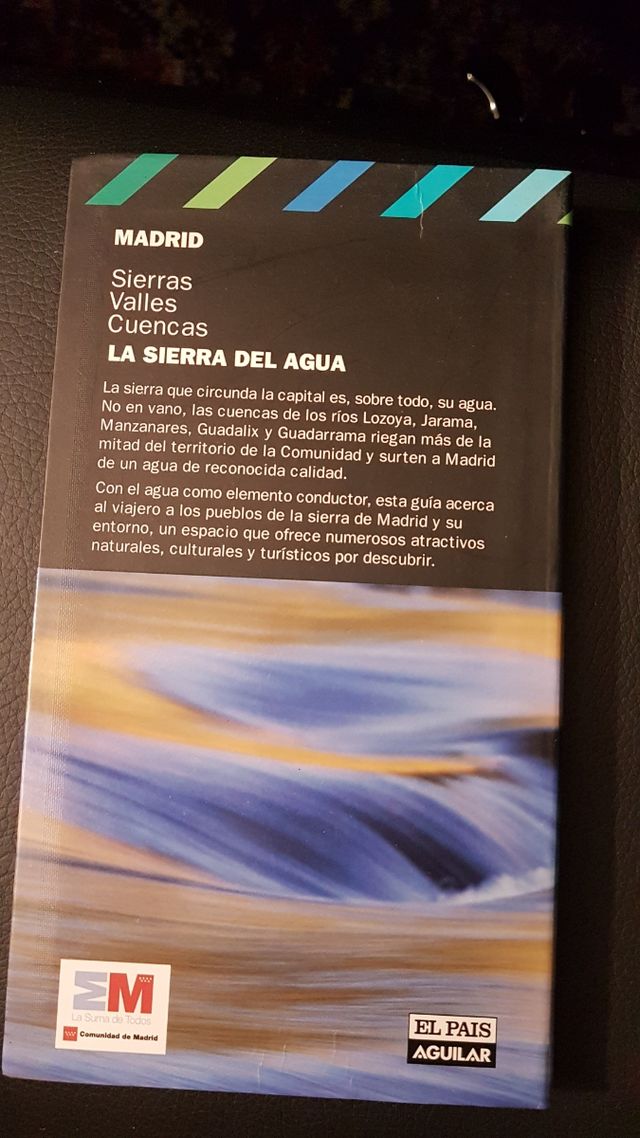 MADRID
Sierras
Valles
Cuencas
LA SIERRA DEL AGUA
La sierra que circunda la capital es, sobre todo, su agua.
No en vano, las cuencas de los ríos Lozoya, Jarama,
Manzanares, Guadalix y Guadarrama riegan más de la
mitad del territorio de la Comunidad y surten a Madrid
de un agua de reconocida calidad.
Con el agua como elemento conductor, esta guía acerca
al viajero a los pueblos de la sierra de Madrid y su
entorno, un espacio que ofrece numerosos atractivos
naturales, culturales y turísticos por descubrir.
La Suma de Todos
Comunidad de Madrid
EL PAIS
AGUILAR